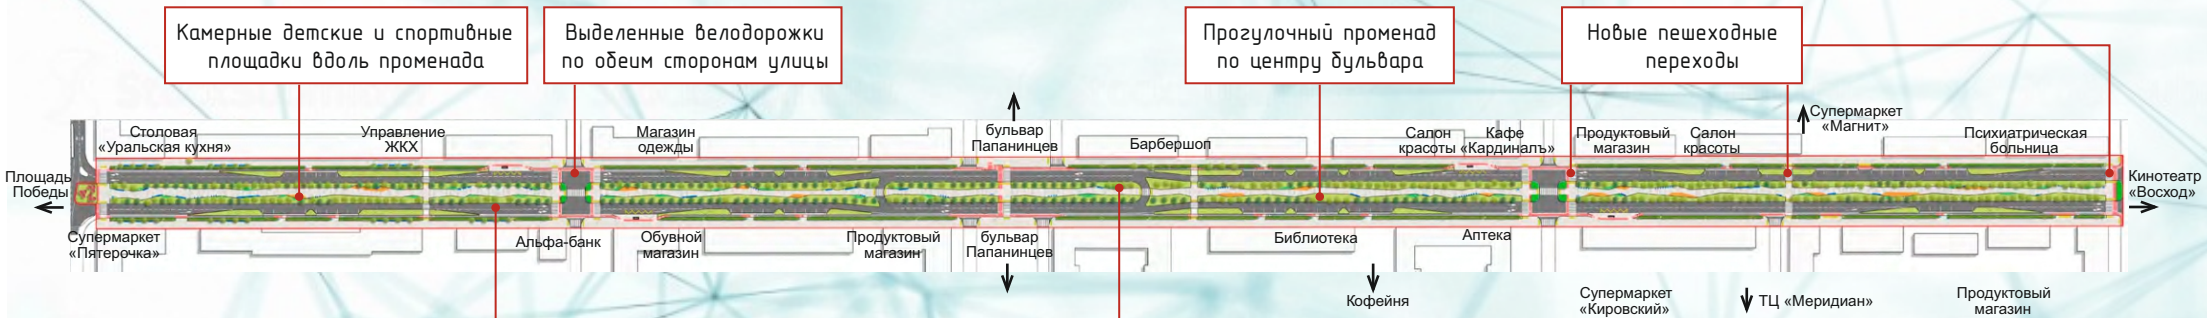 Камерные детские и спортивные
площадки вдоль променада
Выделенные велодорожки
по обеим сторонам улицы
Прогулочный променад
по центру бульвара
Новые пешеходные
переходы
Столовая
«Уральская кухня»
Управление
ЖКХ
Магазин
одежды
бульвар
Папанинцев
Барбершоп
Салон
красоты
Кафе
«Кардиналъ»
Продуктовый
магазин
Салон
красоты
Супермаркет
«Магнит»
Психиатрическая
больница
Площадь
Победы
Кинотеатр
«Восход»
Супермаркет
«Пятерочка»
Альфа-банк
Обувной
магазин
Продуктовый
магазин
бульвар
Папанинцев
Библиотека
Аптека
Кофейня
Супермаркет
«Кировский»
ТЦ «Меридиан»
Продуктовый
магазин